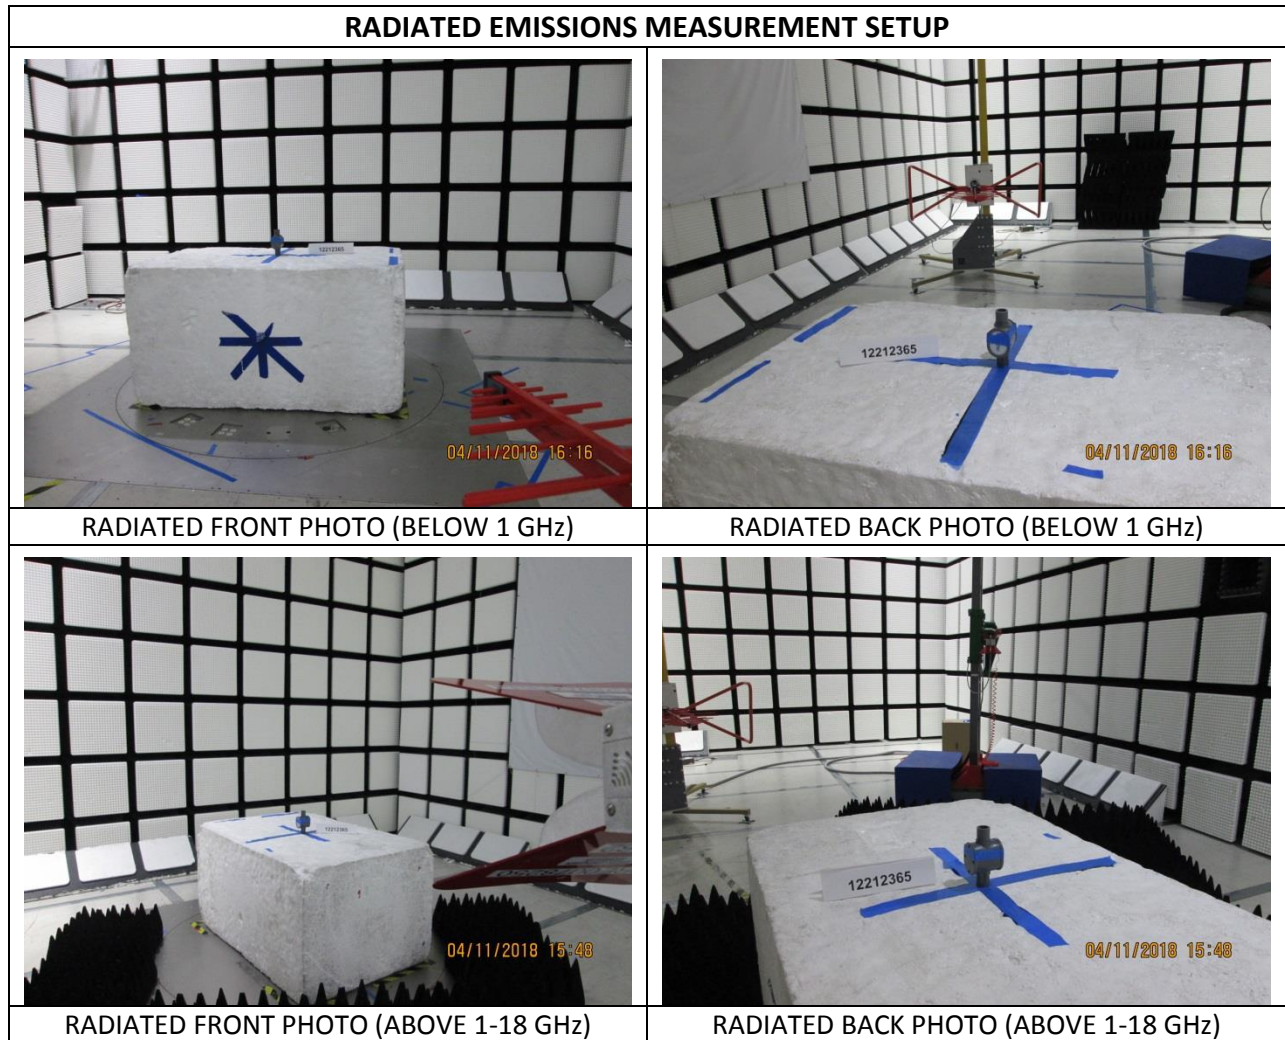 RADIATED EMISSIONS MEASUREMENT SETUP
12212365
04/11/2018 16:16
12212365
04/11/2018 16:16
RADIATED FRONT PHOTO (BELOW 1 GHz)
RADIATED BACK PHOTO (BELOW 1 GHz)
12212365
04/11/2018 15:48
12212365
04/11/2018 15:48
RADIATED FRONT PHOTO (ABOVE 1-18 GHz)
RADIATED BACK PHOTO (ABOVE 1-18 GHz)